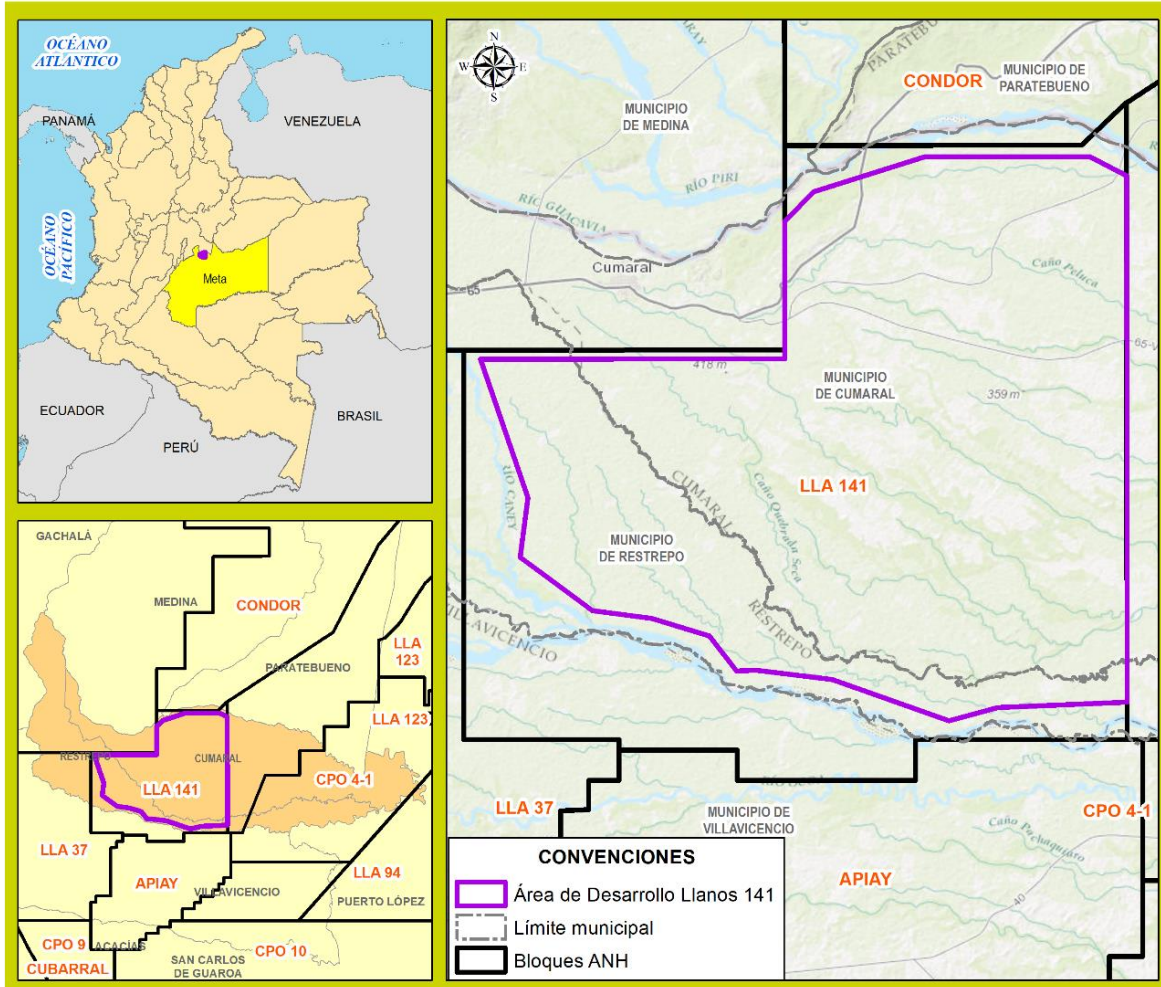 OCÉANO
ATLANTICO
PANAMÁ
VENEZUELA
OCÉANO
PACÍFICO
Meta
ECUADOR
BRASIL
PERÚ
GACHALÁ
MEDINA
CONDOR
PARATEBUENO
LLA
123
LLA 123
RESTREPO
CUMARAL
LLA 141
CPO 4-1
LLA 37
APIAY
VILLAVICENCIO
LLA 94
PUERTO LÓPEZ
CPO 9
ACACÍAS
CUBARRAL
SAN CARLOS
DE GUAROA
CPO 10
N
W E
S
PARATEBUENO
CONDOR
MUNICIPIO DE
PARATEBUENO
MUNICIPIO
DE MEDINA
RÍO PIRI
RÍO GUACAVIA
Cumaral
65
Caño Peluca
418 m
MUNICIPIO
DE CUMARAL
359 m
LLA 141
RÍO CANEY
CUMARAL
Caño Quebrada Seca
MUNICIPIO
DE RESTREPO
RESTREPO
VILLAVICENCIO
LLA 37
MUNICIPIO DE
VILLAVICENCIO
CPO 4-1
Caño Pachaquiaro
APIAY
40
CONVENCIONES
Área de Desarrollo Llanos 141
Límite municipal
Bloques ANH